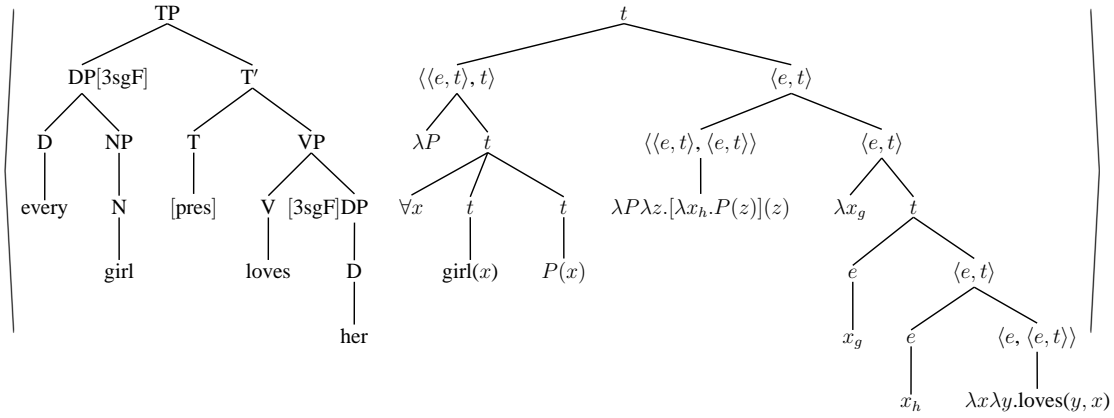 TP t
DP[3sgF] T′ ⟨⟨e, t⟩, t⟩ ⟨e, t⟩
D NP T VP λP t ⟨⟨e, t⟩, ⟨e, t⟩⟩ ⟨e, t⟩
every N [pres] V [3sgF]DP ∀x t t λPλz.[λx_h.P(z)](z) λx_g t
girl loves D girl(x) P(x) e ⟨e, t⟩
her x_g e ⟨e, ⟨e, t⟩⟩
x_h λxλy.loves(y, x)